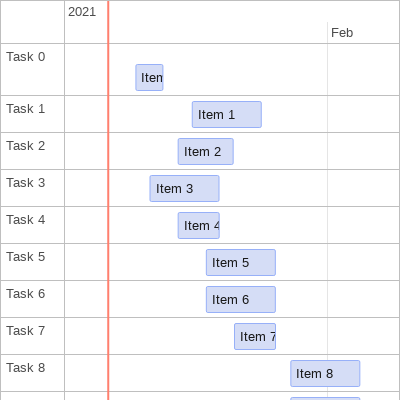 2021
Feb
Task 0
Item
Task 1
Item 1
Task 2
Item 2
Task 3
Item 3
Task 4
Item 4
Task 5
Item 5
Task 6
Item 6
Task 7
Item 7
Task 8
Item 8